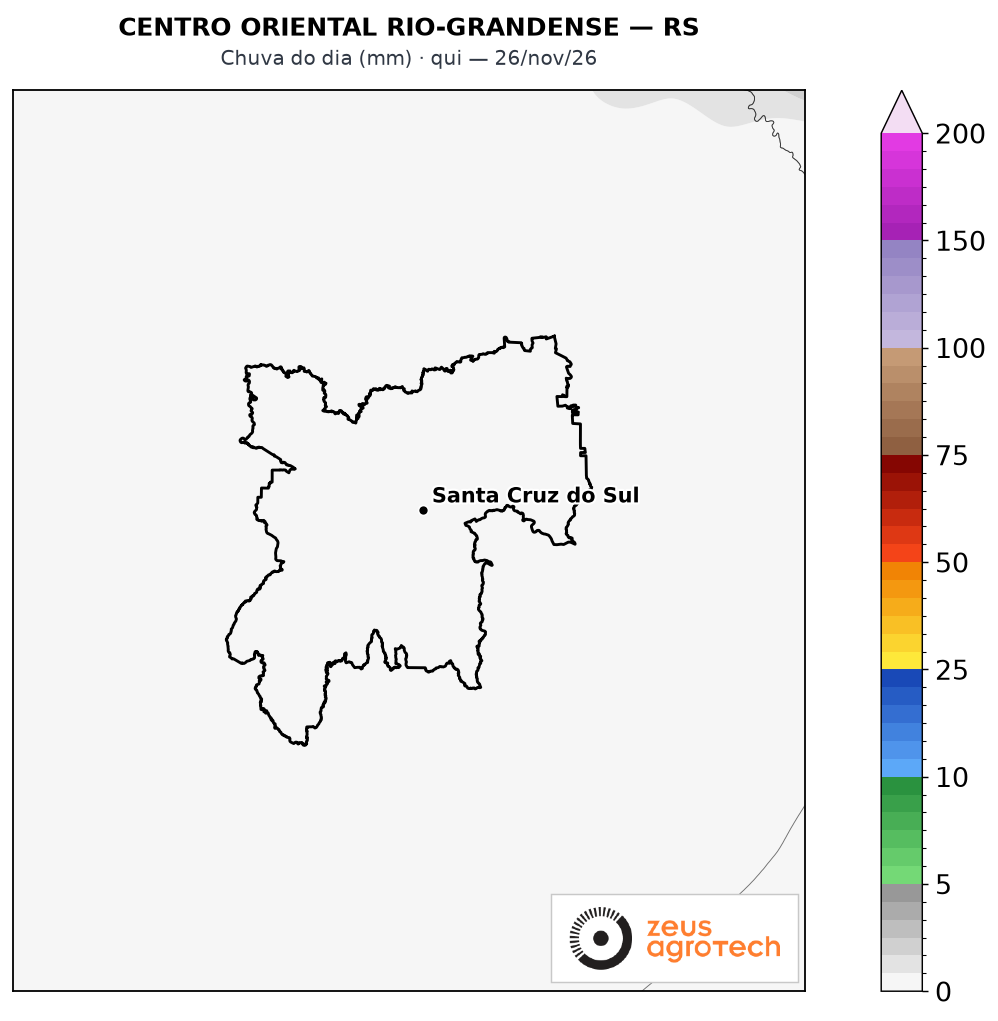 CENTRO ORIENTAL RIO-GRANDENSE — RS
Chuva do dia (mm) · qui — 26/nov/26
200
150
100
75
50
25
10
5
0
Santa Cruz do Sul
zeus
agrotech